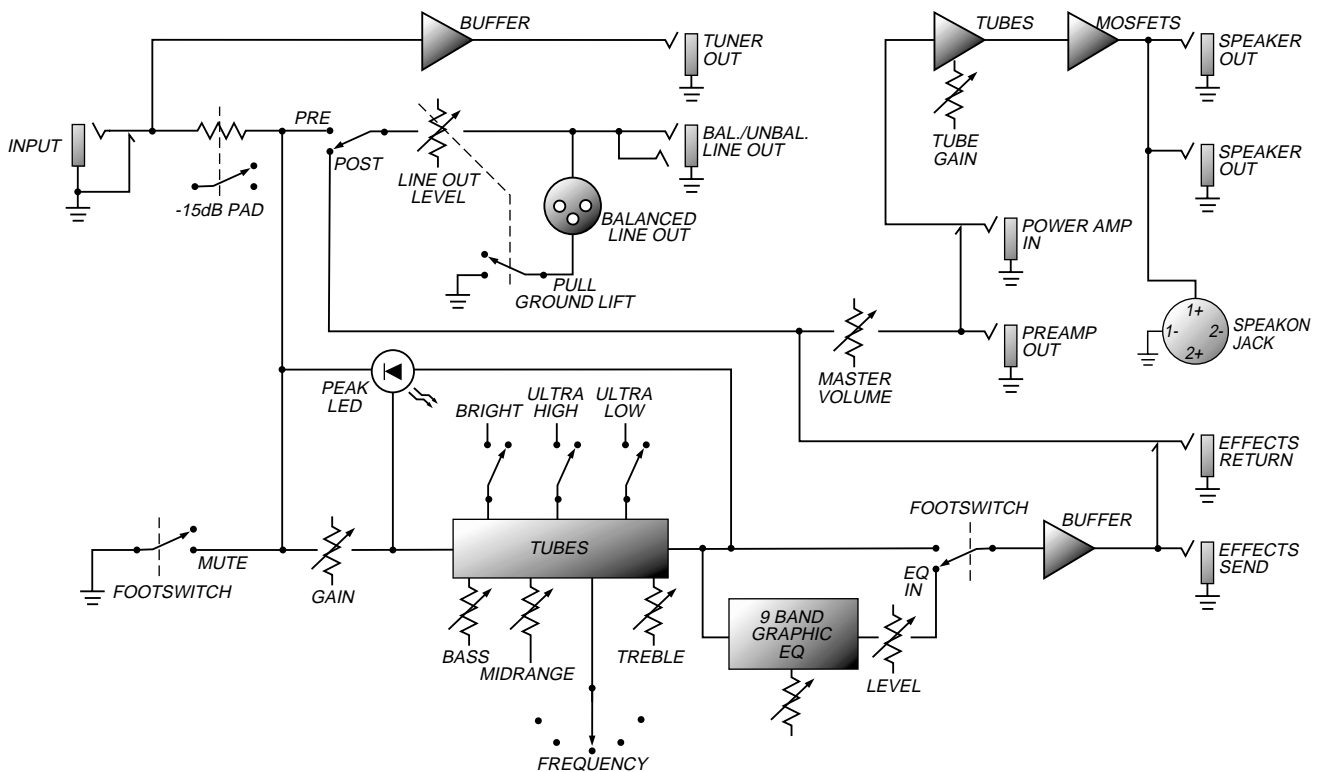 BUFFER
TUNER
OUT
TUBES
MOSFETS
SPEAKER
OUT
INPUT
-15dB PAD
PRE
POST
LINE OUT
LEVEL
BAL./UNBAL.
LINE OUT
BALANCED
LINE OUT
PULL
GROUND LIFT
TUBE
GAIN
SPEAKER
OUT
POWER AMP
IN
PREAMP
OUT
MASTER
VOLUME
1+
1-
2-
2+
SPEAKON
JACK
PEAK
LED
BRIGHT
ULTRA
HIGH
ULTRA
LOW
EFFECTS
RETURN
FOOTSWITCH
MUTE
GAIN
TUBES
BASS
MIDRANGE
TREBLE
FREQUENCY
9 BAND
GRAPHIC
EQ
LEVEL
EQ
IN
FOOTSWITCH
BUFFER
EFFECTS
SEND